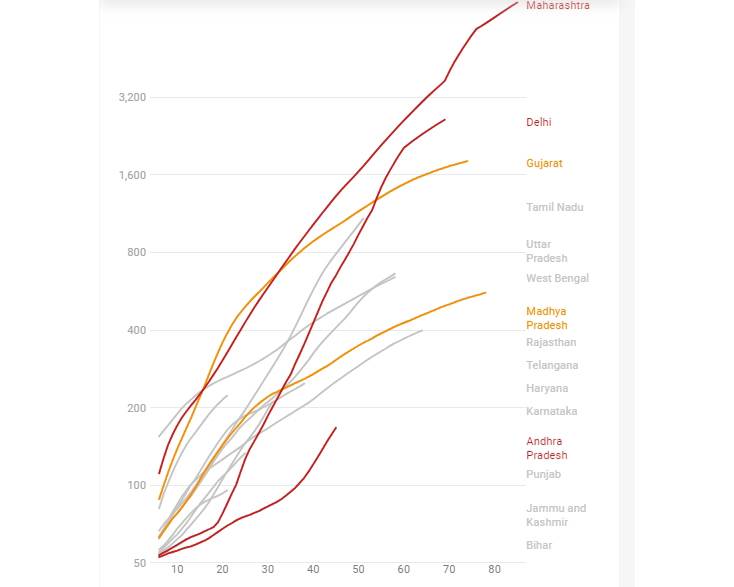 Maharashtra
3,200
Delhi
1,600
Gujarat
Tamil Nadu
800
Uttar
Pradesh
West Bengal
Madhya
Pradesh
400
Rajasthan
Telangana
Haryana
200
Karnataka
Andhra
Pradesh
Punjab
100
Jammu and
Kashmir
Bihar
50
10 20 30 40 50 60 70 80